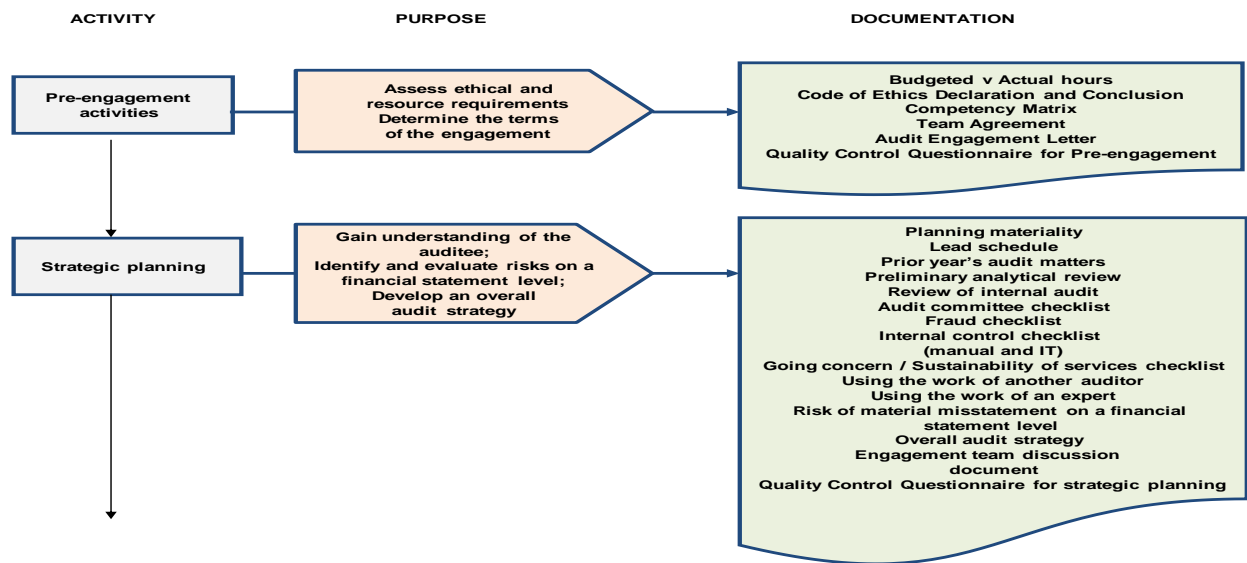 ACTIVITY
PURPOSE
DOCUMENTATION
Pre-engagement
activities
Assess ethical and
resource requirements
Determine the terms
of the engagement
Budgeted v Actual hours
Code of Ethics Declaration and Conclusion
Competency Matrix
Team Agreement
Audit Engagement Letter
Quality Control Questionnaire for Pre-engagement
Strategic planning
Gain understanding of the
auditee;
Identify and evaluate risks on a
financial statement level;
Develop an overall
audit strategy
Planning materiality
Lead schedule
Prior year's audit matters
Preliminary analytical review
Review of internal audit
Audit committee checklist
Fraud checklist
Internal control checklist
(manual and IT)
Going concern / Sustainability of services checklist
Using the work of another auditor
Using the work of an expert
Risk of material misstatement on a financial
statement level
Overall audit strategy
Engagement team discussion
document
Quality Control Questionnaire for strategic planning